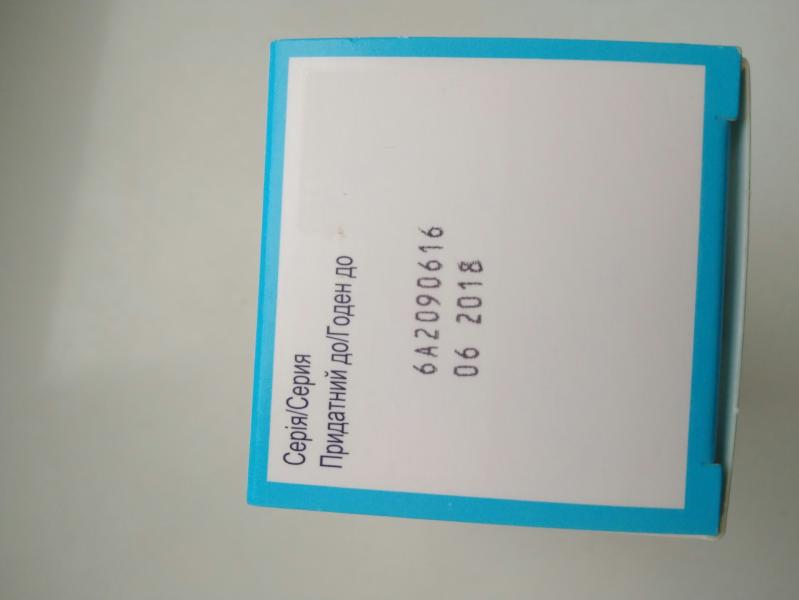 Серія/Серия
Придатний до/Годен до
6A2090616
06 2018